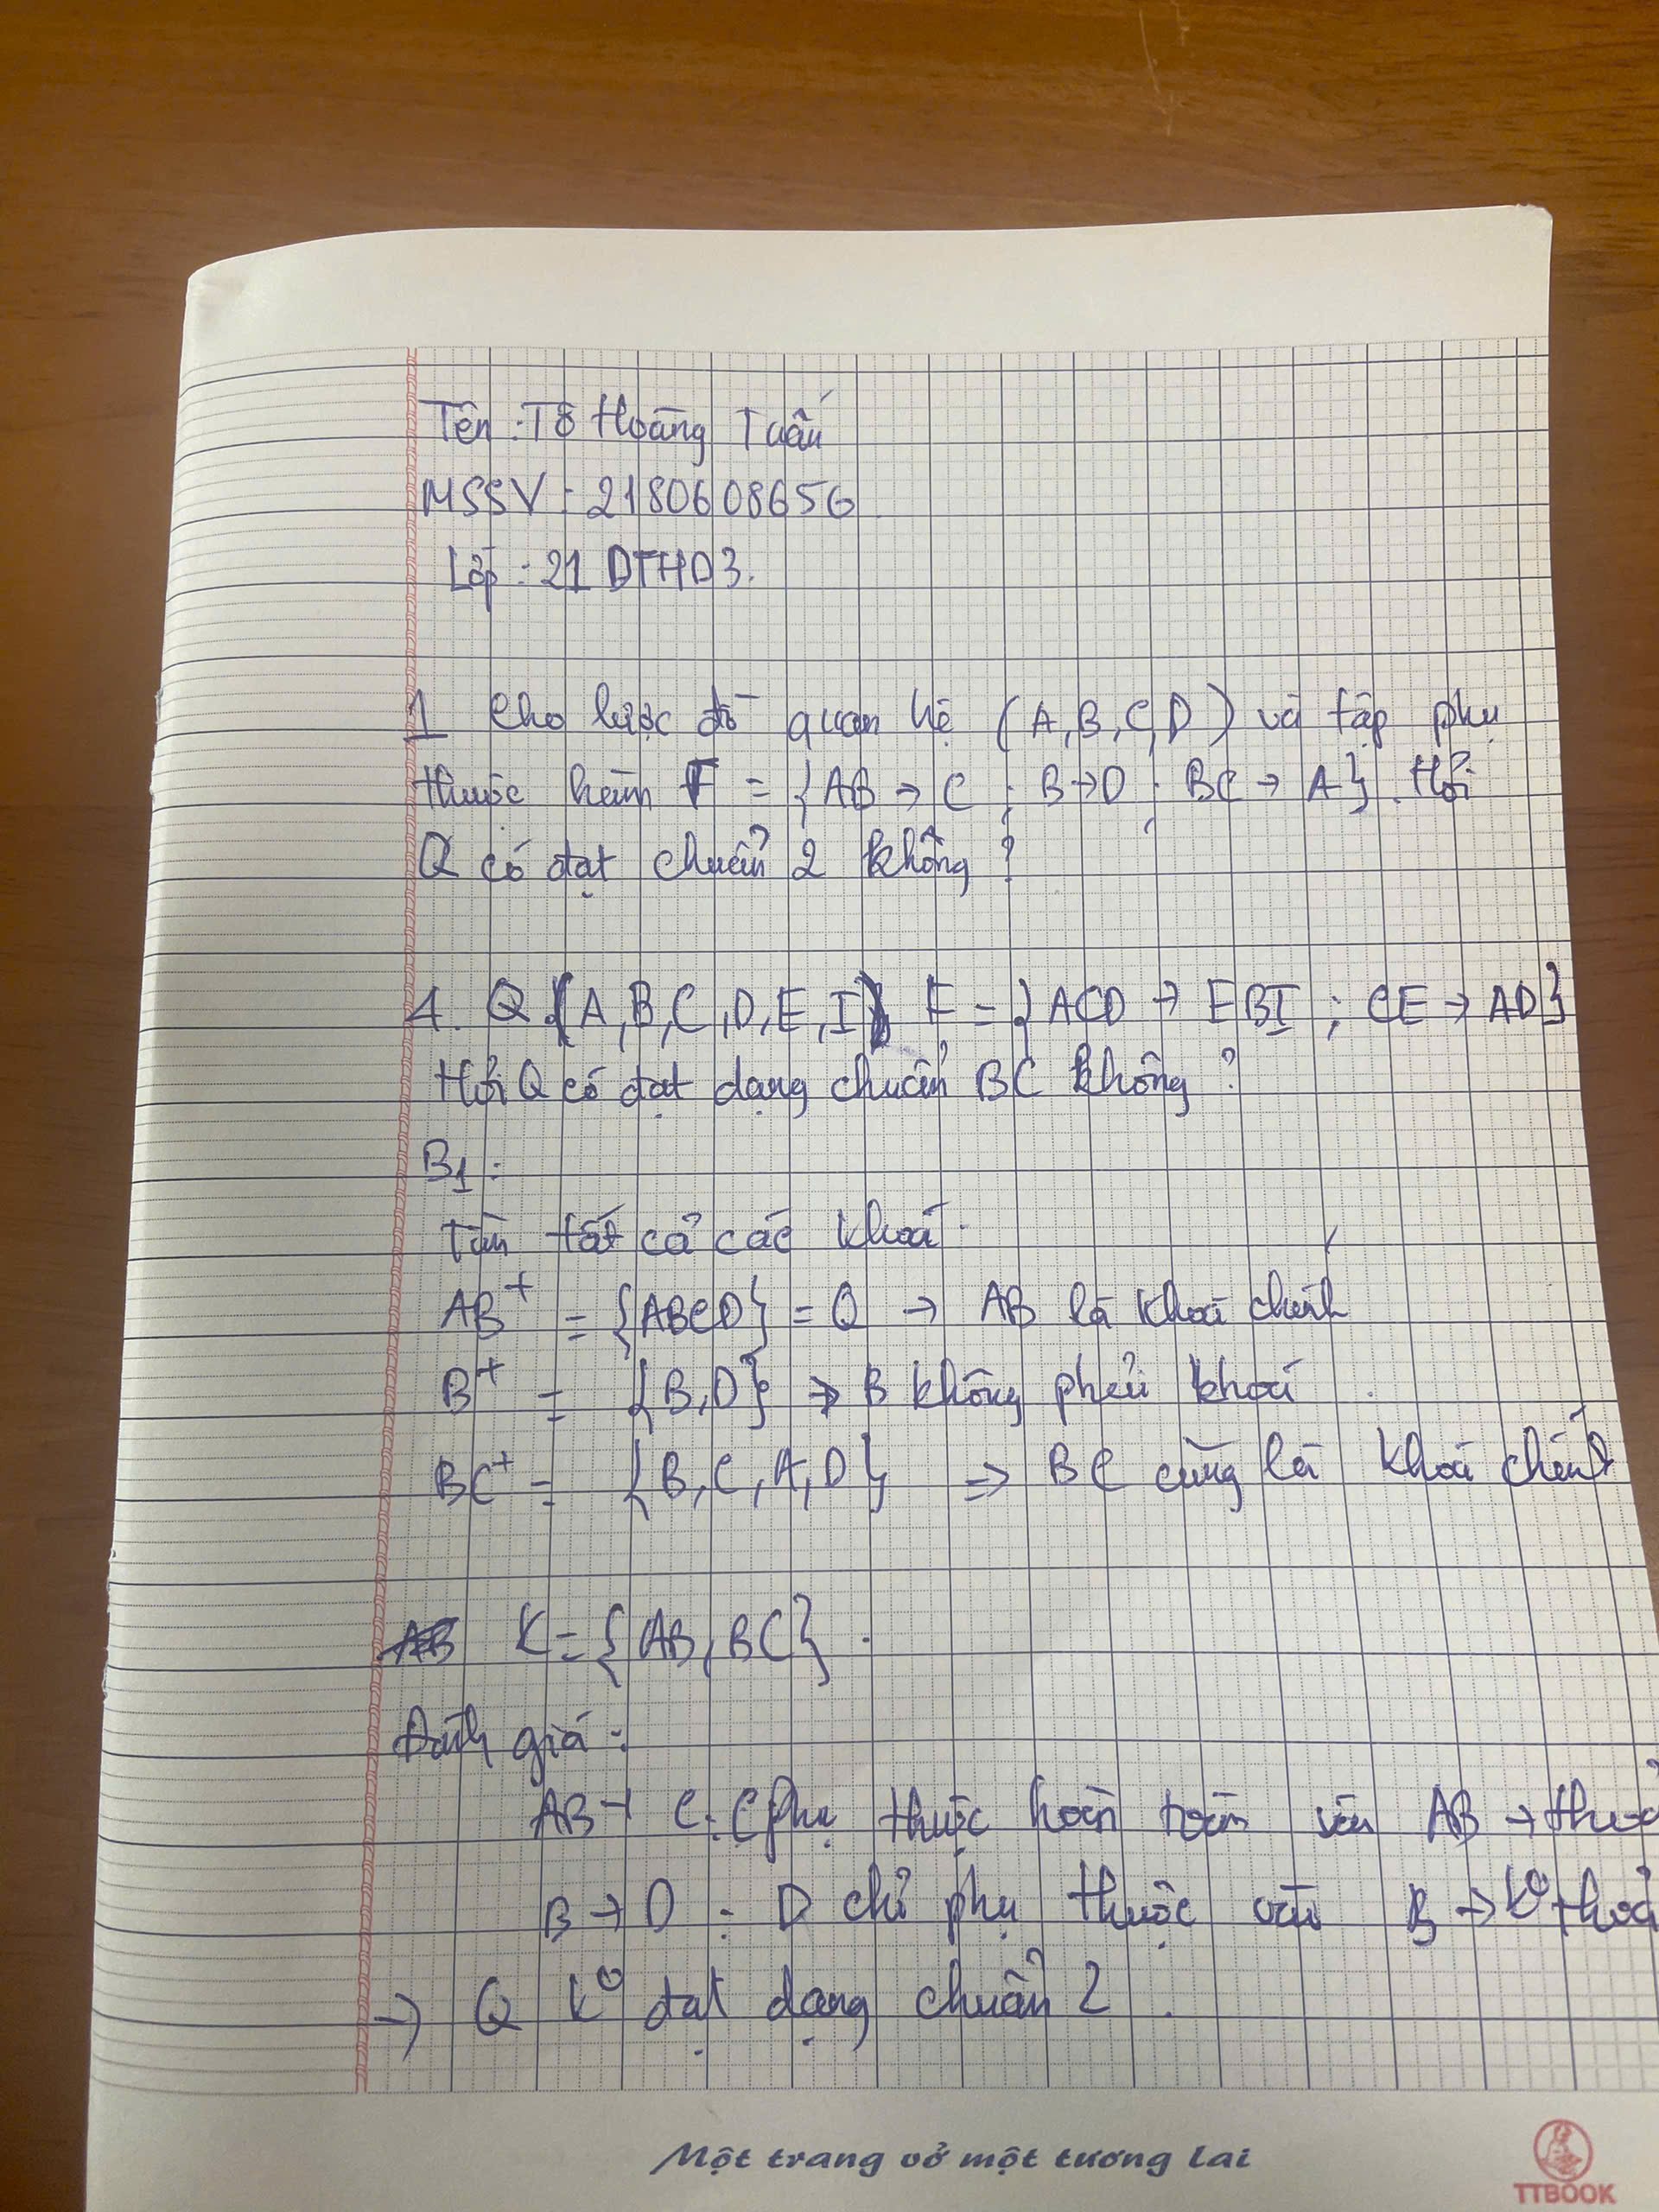 Tên : Tô Hoàng Tuấn
MSSV : 2180608656
Lớp : 21 DTHD3.
1 Cho lược đồ quan hệ (A,B,C,D) và tập phụ
thuộc hàm F = {AB → C ; B→D ; BC → A}. Hỏi
Q có đạt chuẩn 2 không ?
4. Q {A,B,C,D,E,I} F = {ACD → EBI ; CE → AD}
Hỏi Q có đạt dạng chuẩn BC không ?
B1 :
Tìm tất cả các khoá.
AB+ = {ABCD} = Q → AB là khoá chính
B+ = {B,D} → B không phải khoá.
BC+ = {B,C,A,D} => BC cũng là khoá chính
AB K = {AB, BC}.
Đánh giá :
AB→ C : C phụ thuộc hoàn toàn vào AB → thoả
B → D : D chỉ phụ thuộc vào B → ko thoả
→ Q ko đạt dạng chuẩn 2.
Một trang vở một tương lai
TTBOOK